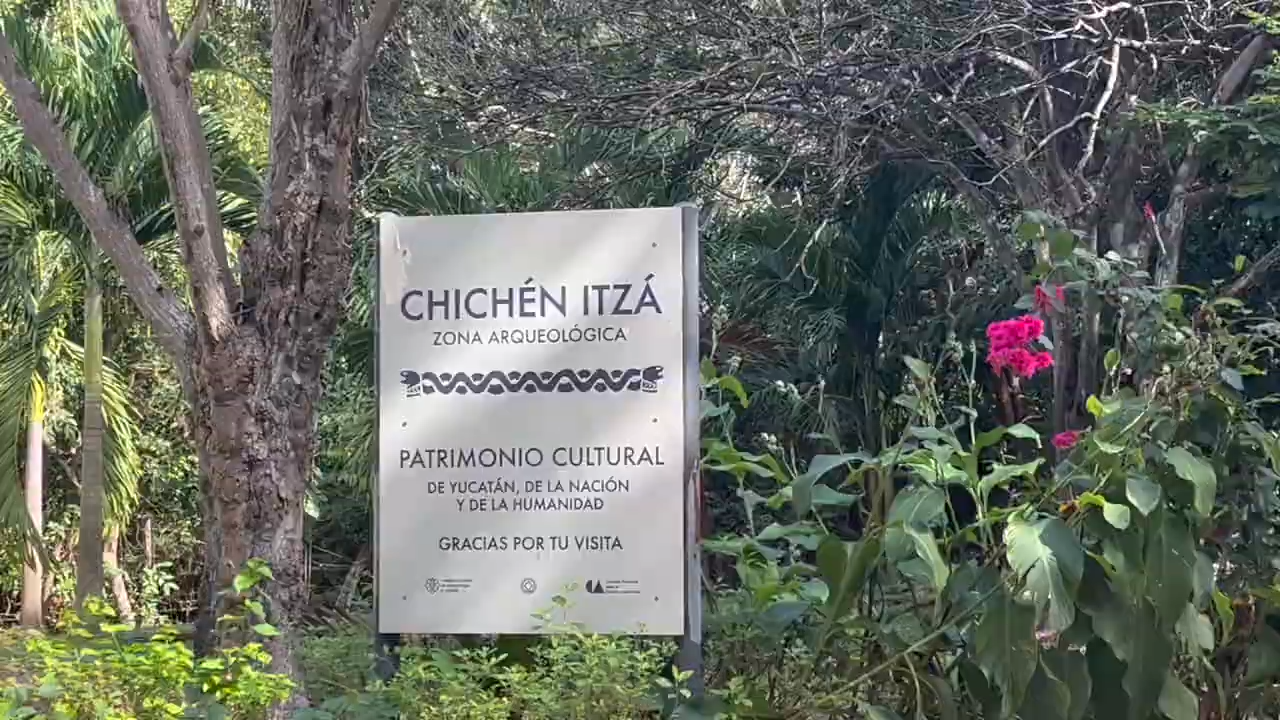 CHICHÉN ITZÁ
ZONA ARQUEOLÓGICA
PATRIMONIO CULTURAL
DE YUCATÁN, DE LA NACIÓN
Y DE LA HUMANIDAD
GRACIAS POR TU VISITA